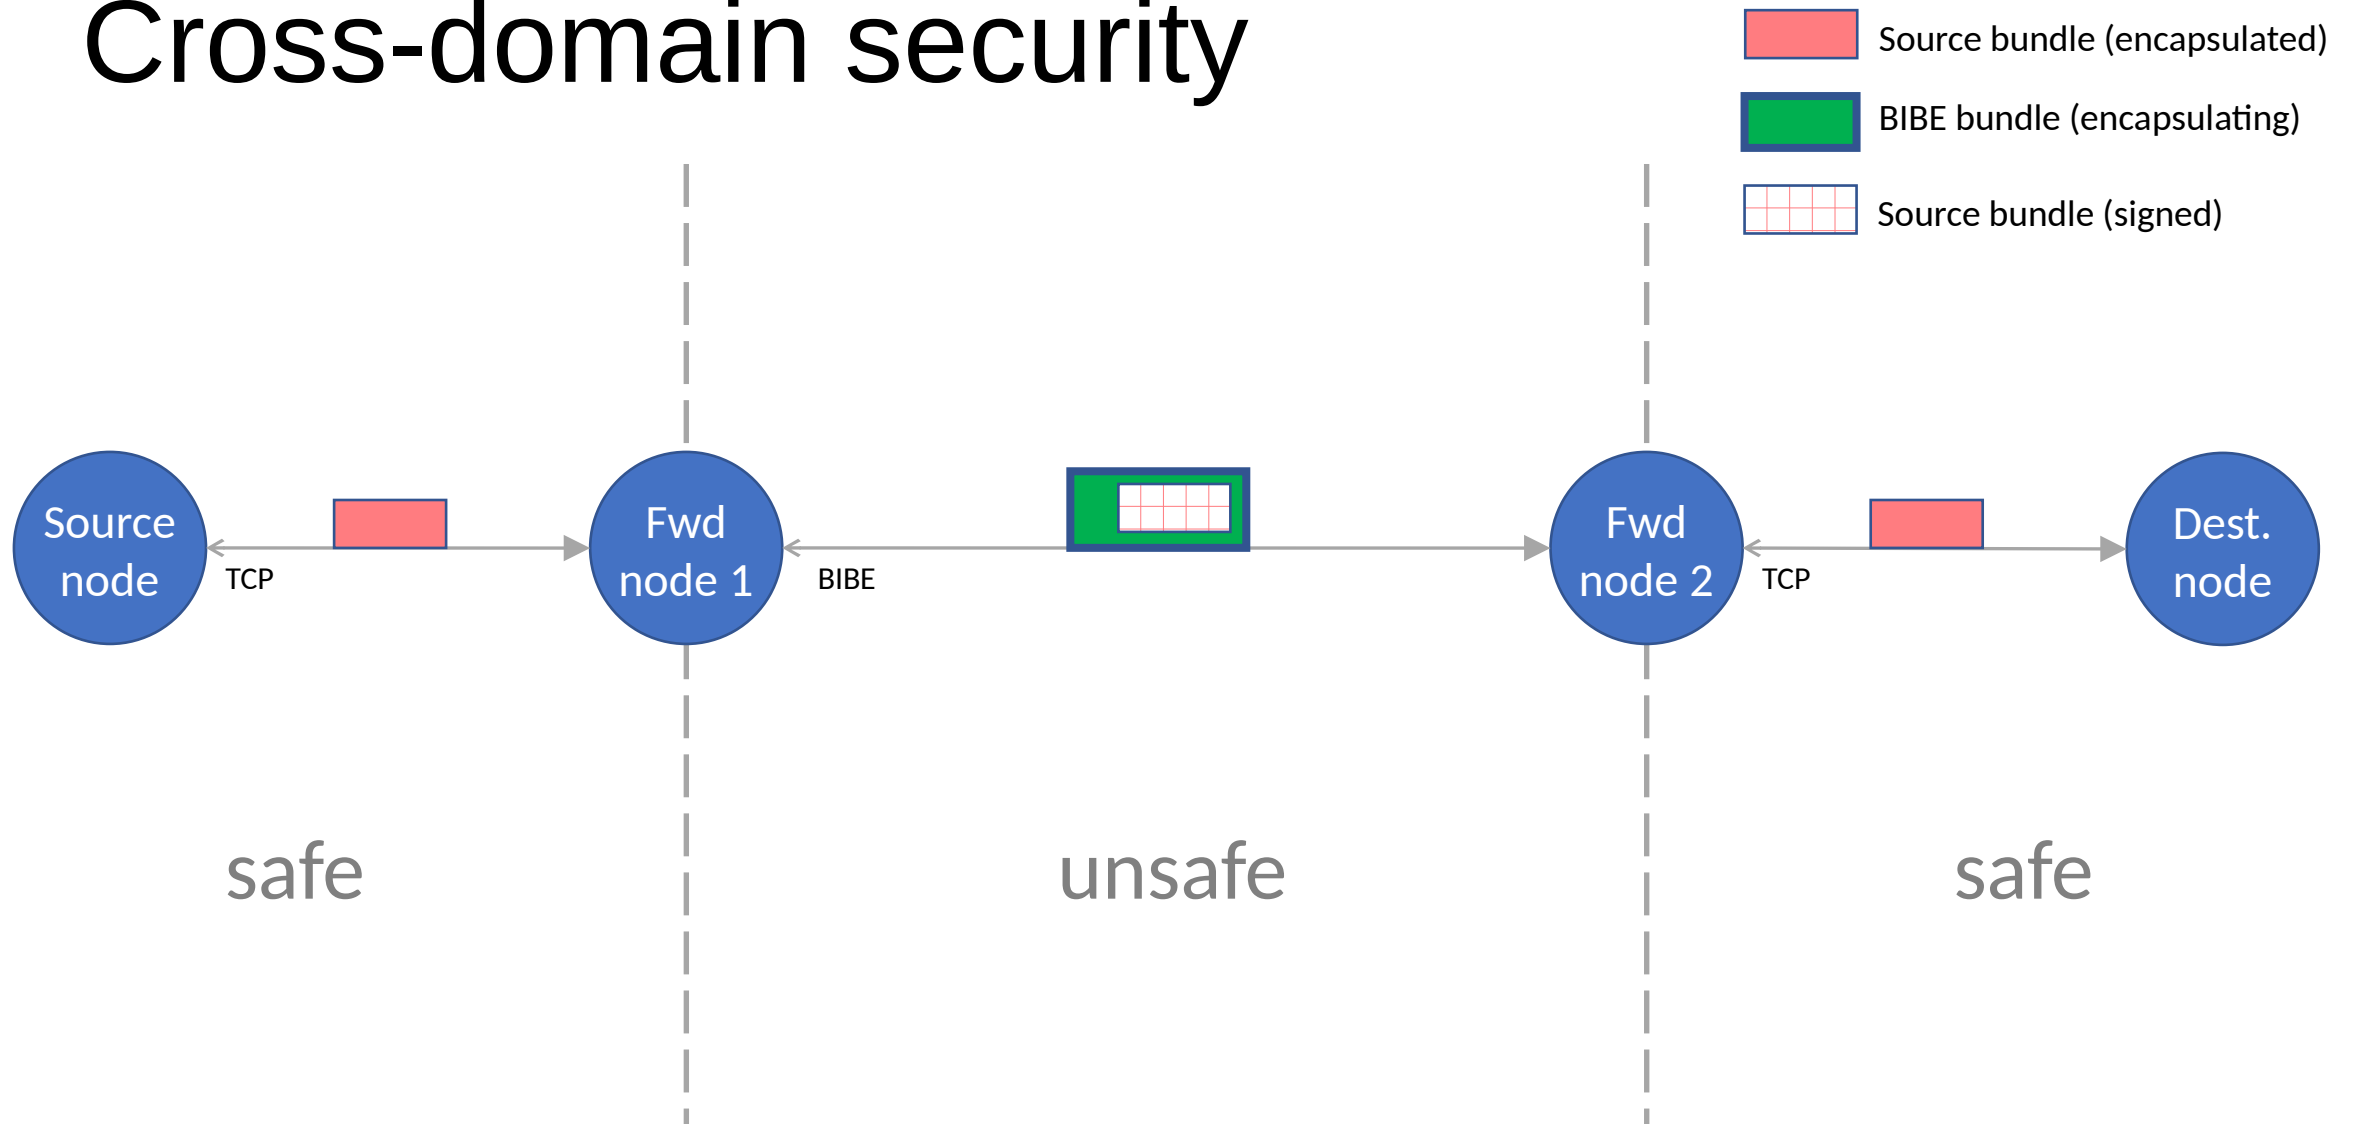 Cross-domain security
Source bundle (encapsulated)
BIBE bundle (encapsulating)
Source bundle (signed)
Source
node
TCP
Fwd
node 1
BIBE
Fwd
node 2
TCP
Dest.
node
safe
unsafe
safe